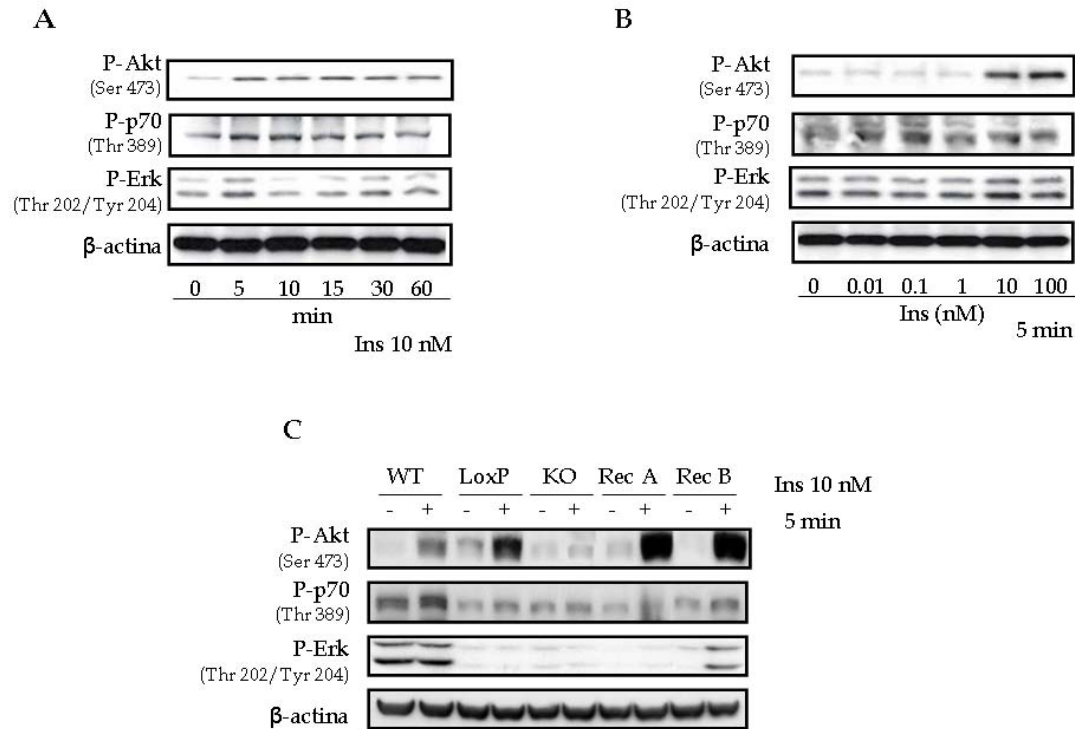 A
P-Akt
(Ser 473)
P-p70
(Thr 389)
P-Erk
(Thr 202/Tyr 204)
β-actina
0 5 10 15 30 60
min
Ins 10 nM
B
P-Akt
(Ser 473)
P-p70
(Thr 389)
P-Erk
(Thr 202/Tyr 204)
β-actina
0 0.01 0.1 1 10 100
Ins (nM)
5 min
C
WT LoxP KO Rec A Rec B
Ins 10 nM
- + - + - + - + - +
5 min
P-Akt
(Ser 473)
P-p70
(Thr 389)
P-Erk
(Thr 202/Tyr 204)
β-actina